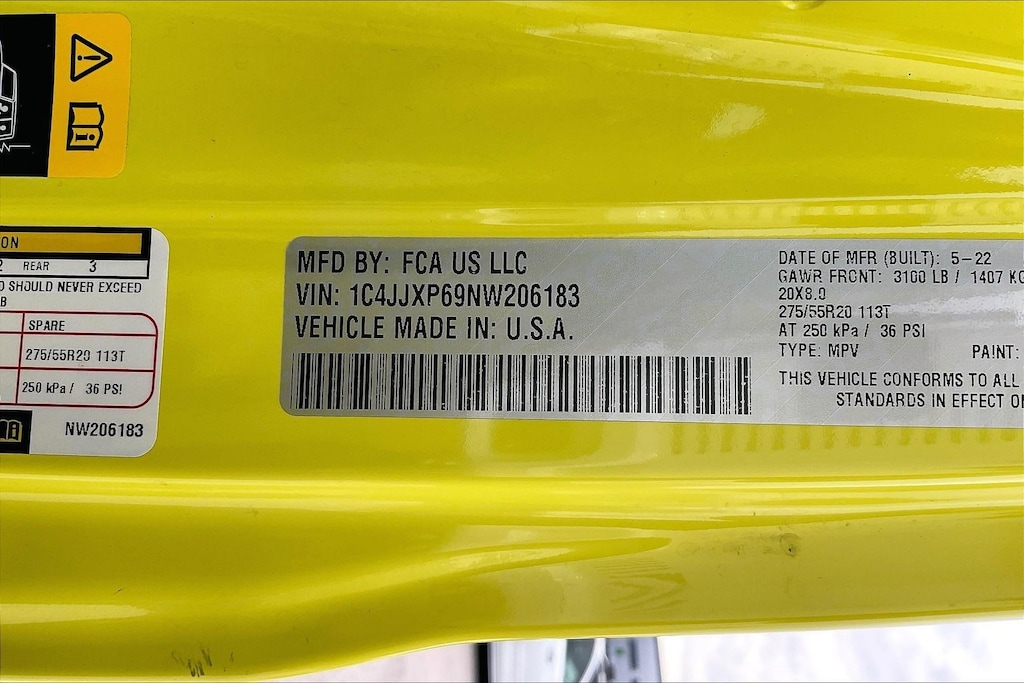 ON
2 REAR 3
D SHOULD NEVER EXCEED
B
SPARE
275/55R20 113T
250 kPa / 36 PSI
NW206183
MFD BY: FCA US LLC
VIN: 1C4JJXP69NW206183
VEHICLE MADE IN: U.S.A.
DATE OF MFR (BUILT): 5-22
GAWR FRONT: 3100 LB / 1407 KG
20X8.0
275/55R20 113T
AT 250 kPa / 36 PSI
TYPE: MPV PAINT:
THIS VEHICLE CONFORMS TO ALL
STANDARDS IN EFFECT ON